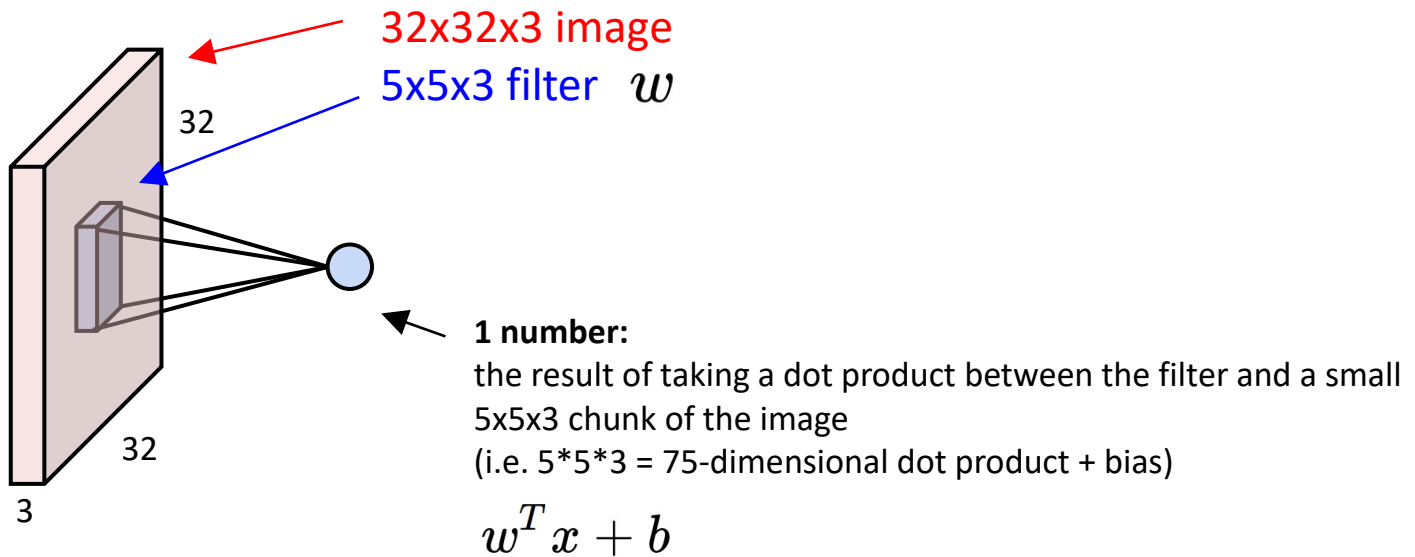 32x32x3 image
5x5x3 filter w
32
32
3
1 number:
the result of taking a dot product between the filter and a small
5x5x3 chunk of the image
(i.e. 5*5*3 = 75-dimensional dot product + bias)
w^T x + b